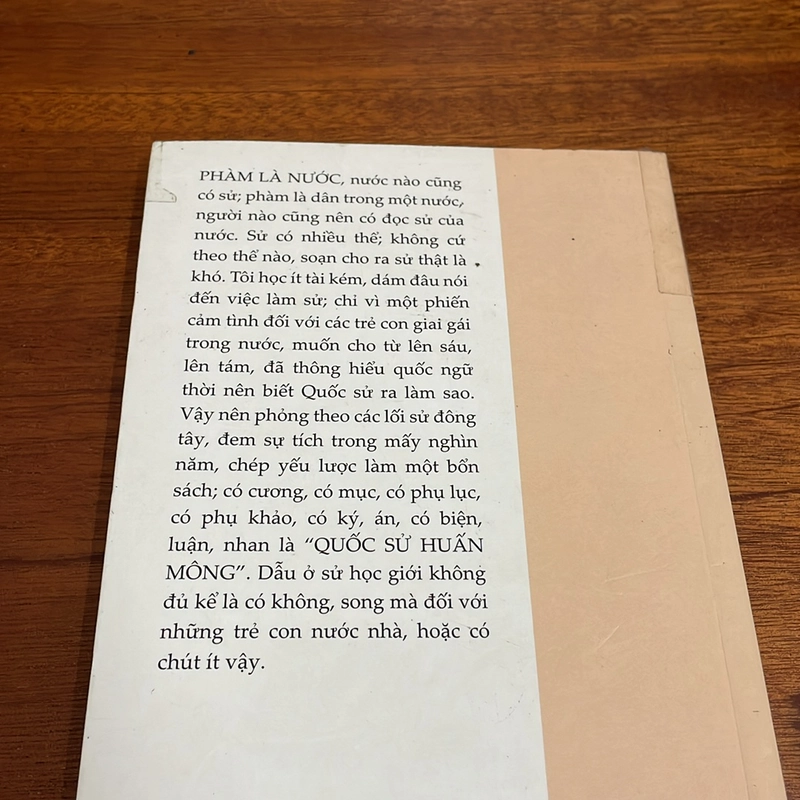 PHÀM LÀ NƯỚC, nước nào cũng
có sử; phàm là dân trong một nước,
người nào cũng nên có đọc sử của
nước. Sử có nhiều thể; không cứ
theo thể nào, soạn cho ra sử thật là
khó. Tôi học ít tài kém, dám đâu nói
đến việc làm sử; chỉ vì một phiến
cảm tình đối với các trẻ con giai gái
trong nước, muốn cho từ lên sáu,
lên tám, đã thông hiểu quốc ngữ
thời nên biết Quốc sử ra làm sao.
Vậy nên phỏng theo các lối sử đông
tây, đem sự tích trong mấy nghìn
năm, chép yếu lược làm một bổn
sách; có cương, có mục, có phụ lục,
có phụ khảo, có ký, án, có biện,
luận, nhan là “QUỐC SỬ HUẤN
MÔNG”. Dẫu ở sử học giới không
đủ kể là có không, song mà đối với
những trẻ con nước nhà, hoặc có
chút ít vậy.